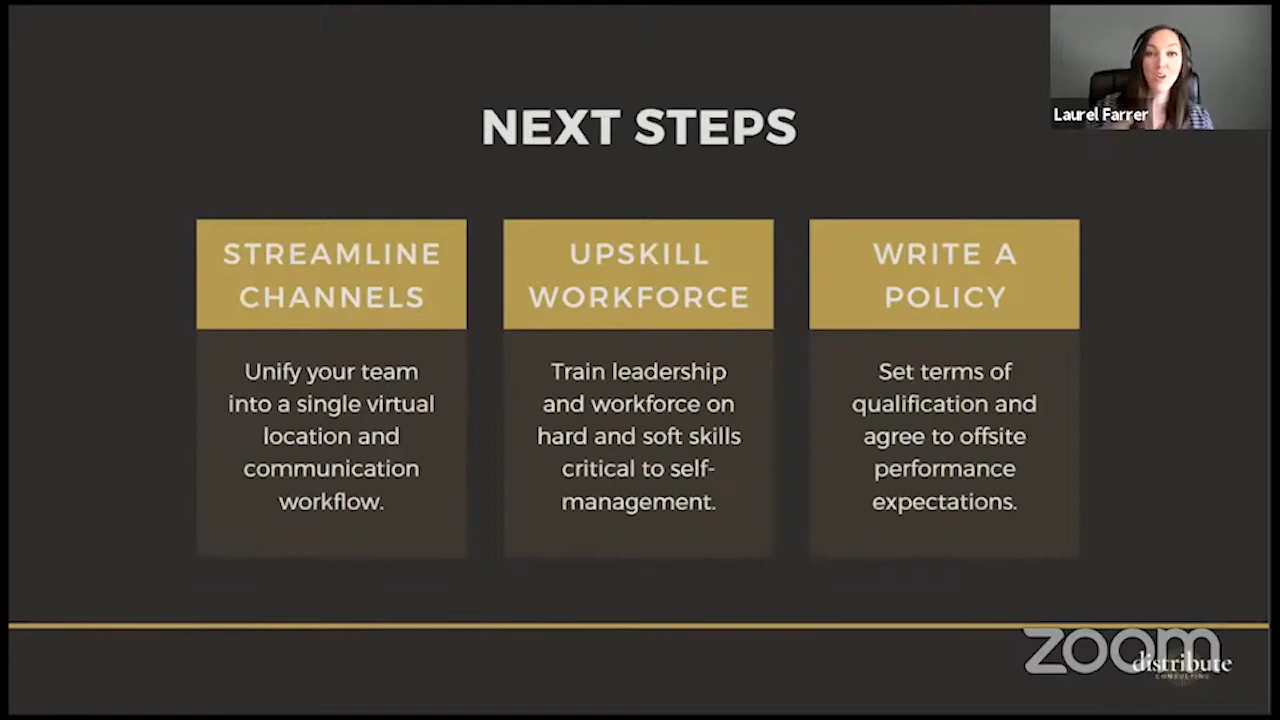 Laurel Farrer
NEXT STEPS
STREAMLINE
CHANNELS
Unify your team
into a single virtual
location and
communication
workflow.
UPSKILL
WORKFORCE
Train leadership
and workforce on
hard and soft skills
critical to self-
management.
WRITE A
POLICY
Set terms of
qualification and
agree to offsite
performance
expectations.
zoom
distribute
CONSULTING